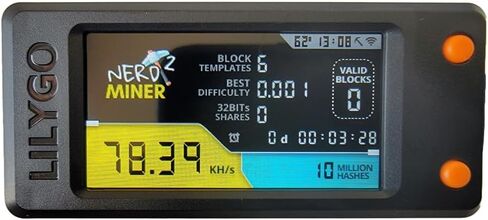 LILYGO
62° 13:08
NERD 2
MINER
BLOCK
TEMPLATES 6
BEST
DIFFICULTY 0.001
32BITS
SHARES 0
VALID
BLOCKS
0
0 d 00:03:28
78.39 KH/s
10 MILLION
HASHES